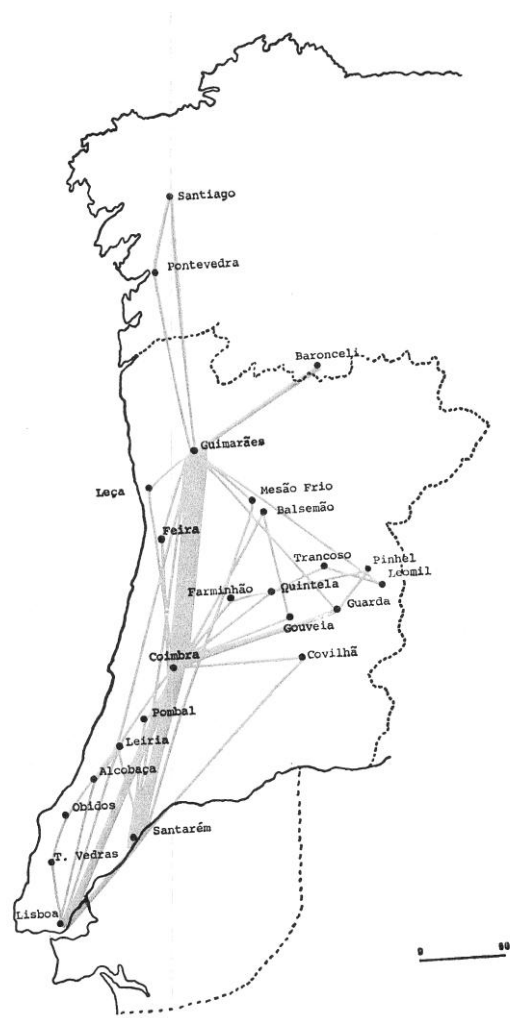 Santiago
Pontevedra
Baronceli
Guimarães
Leça
Mesão Frio
Balsemão
Feira
Trancoso
Pinhel
Leomil
Farminhão
Quintela
Guarda
Gouveia
Coimbra
Covilhã
Pombal
Leiria
Alcobaça
Obidos
Santarém
T. Vedras
Lisboa
0